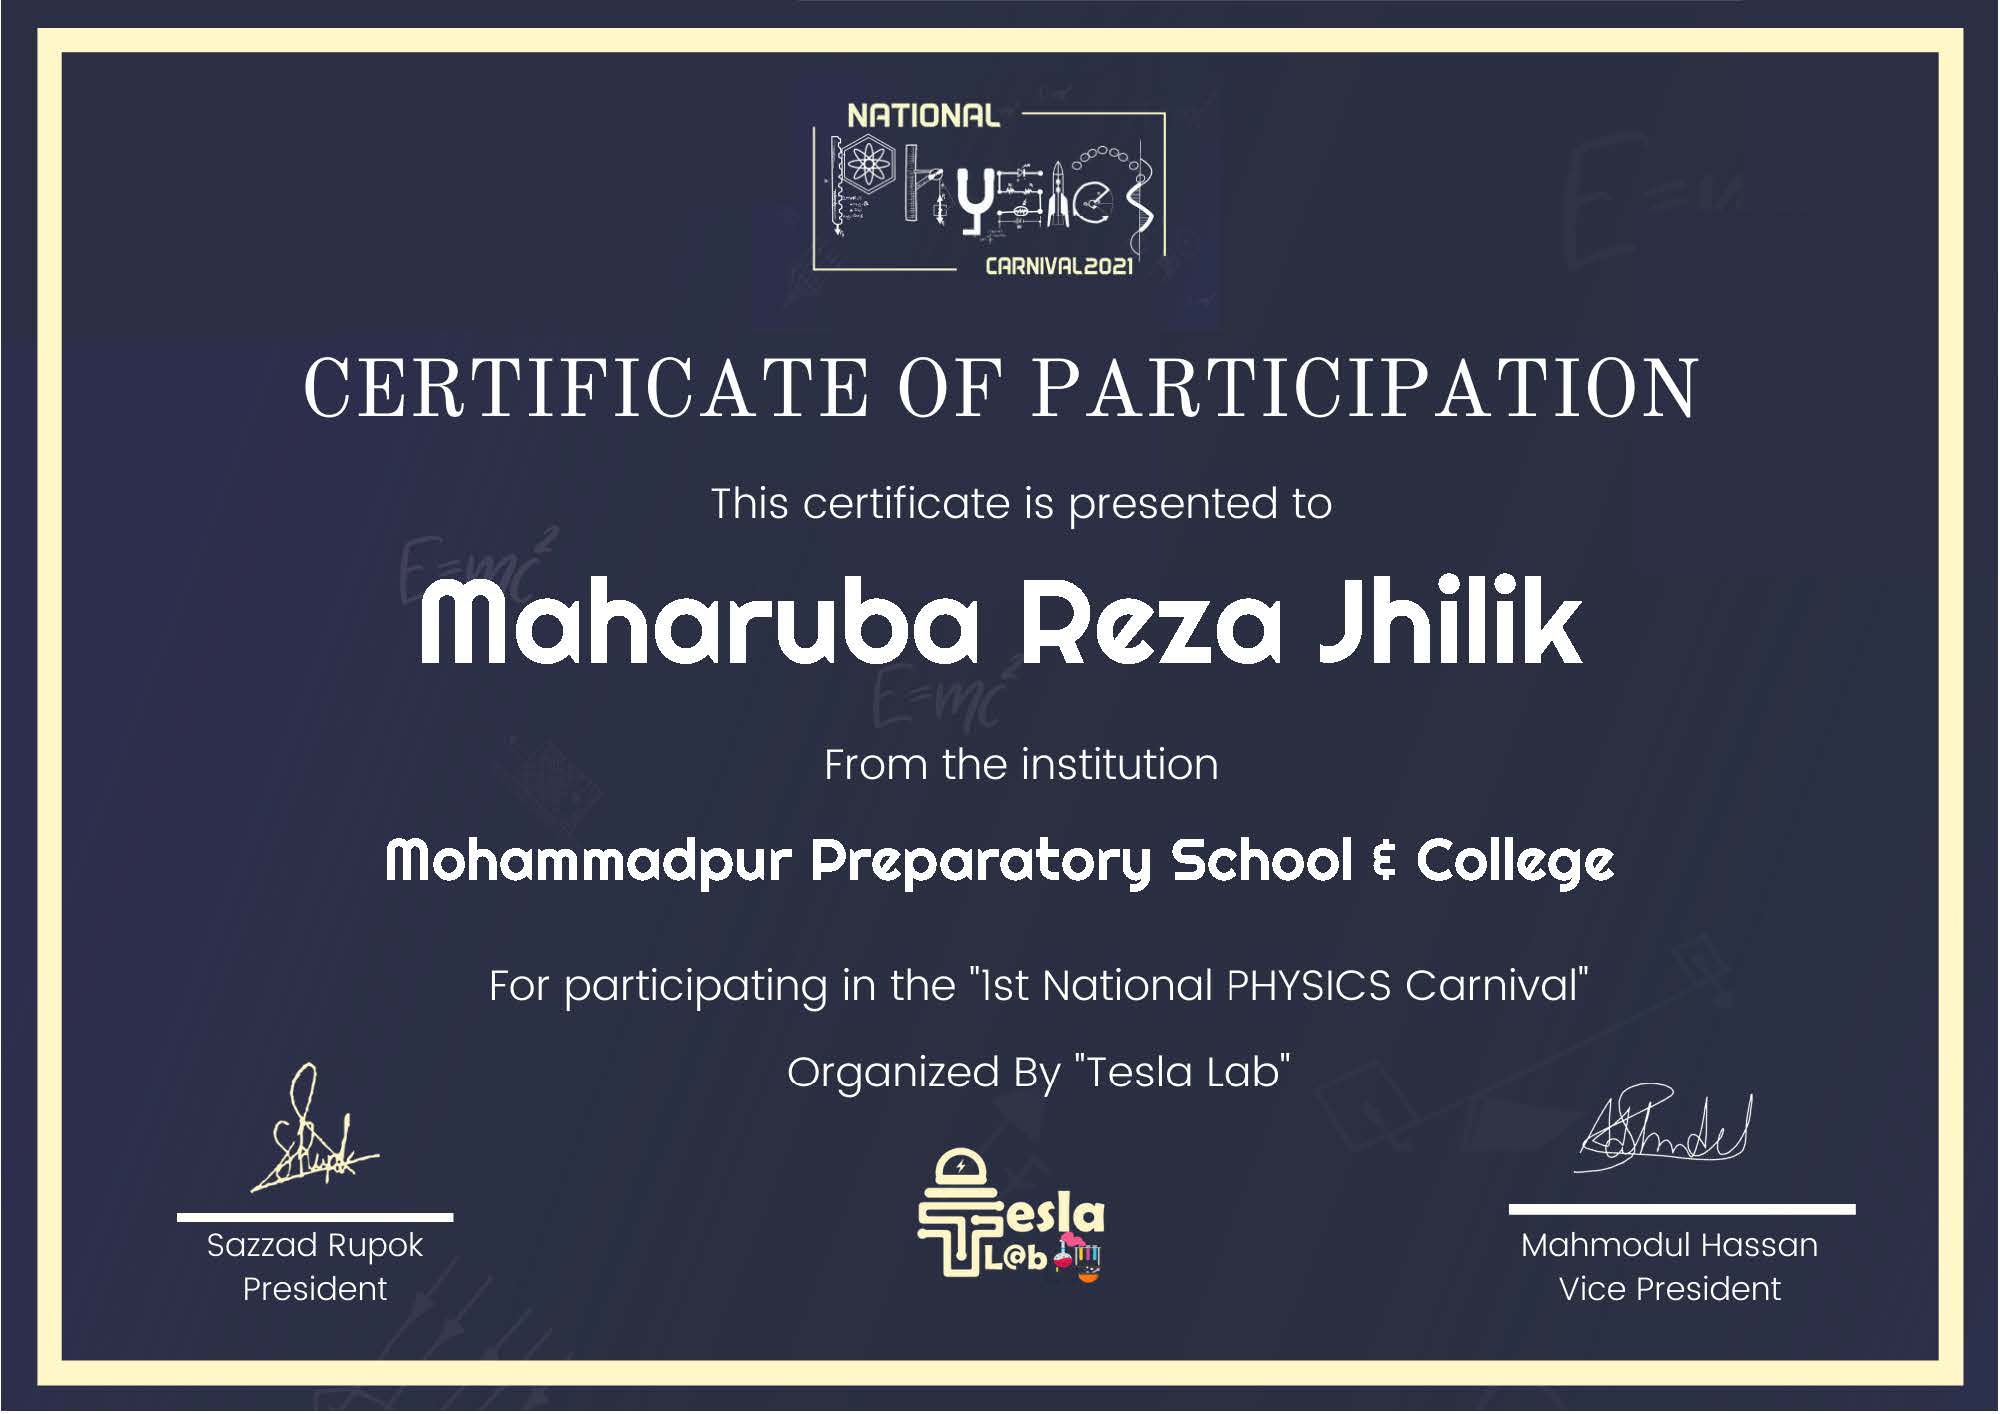 NATIONAL
Physics
CARNIVAL2021
CERTIFICATE OF PARTICIPATION
This certificate is presented to
E=mc²
Maharuba Reza Jhilik
E=mc²
From the institution
Mohammadpur Preparatory School & College
For participating in the "1st National PHYSICS Carnival"
Organized By "Tesla Lab"
Tesla
L@b
Sazzad Rupok
President
Mahmodul Hassan
Vice President